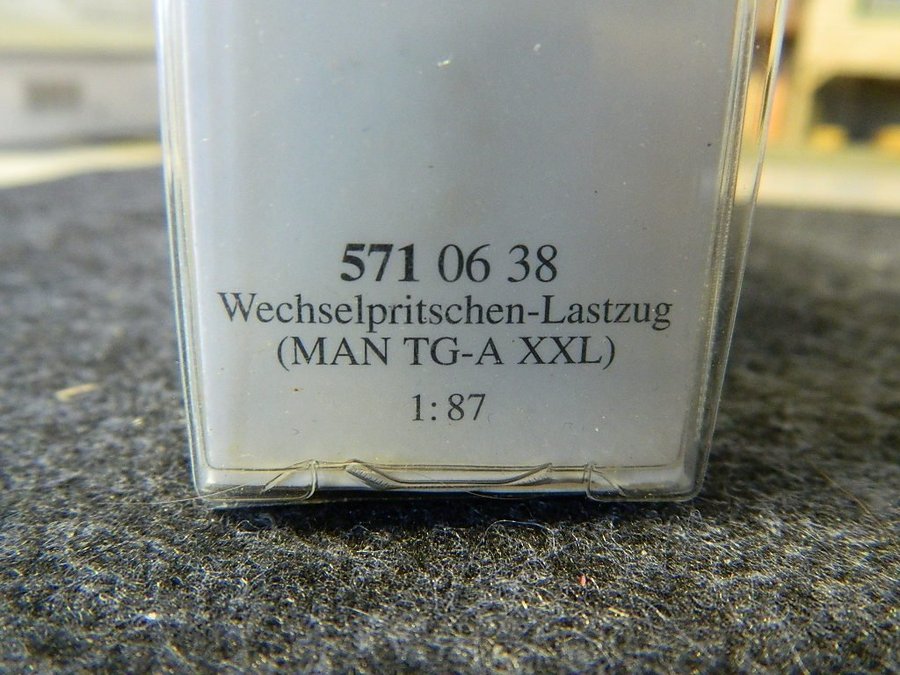 571 06 38
Wechselpritschen-Lastzug
(MAN TG-A XXL)
1:87